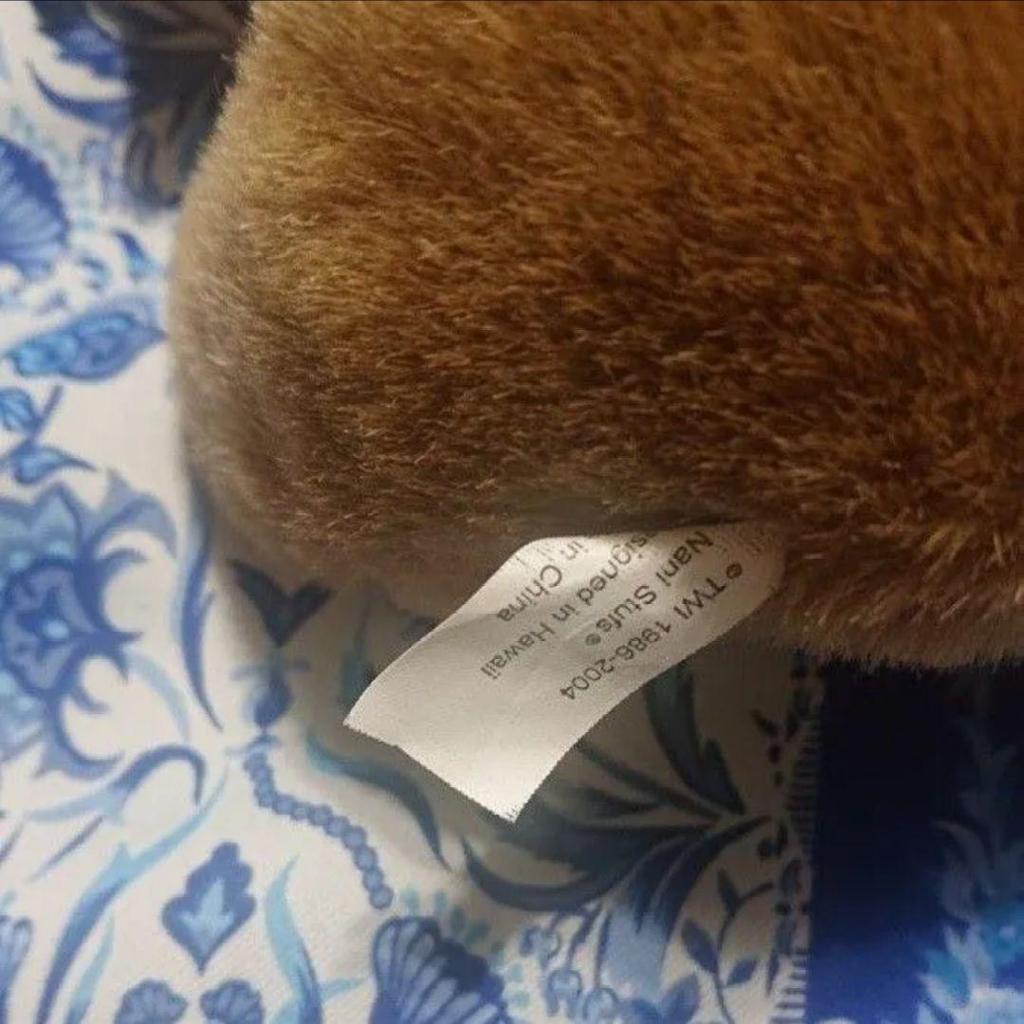 © TWI 1986-2004
Nani Stufs®
signed in Hawaii
in China